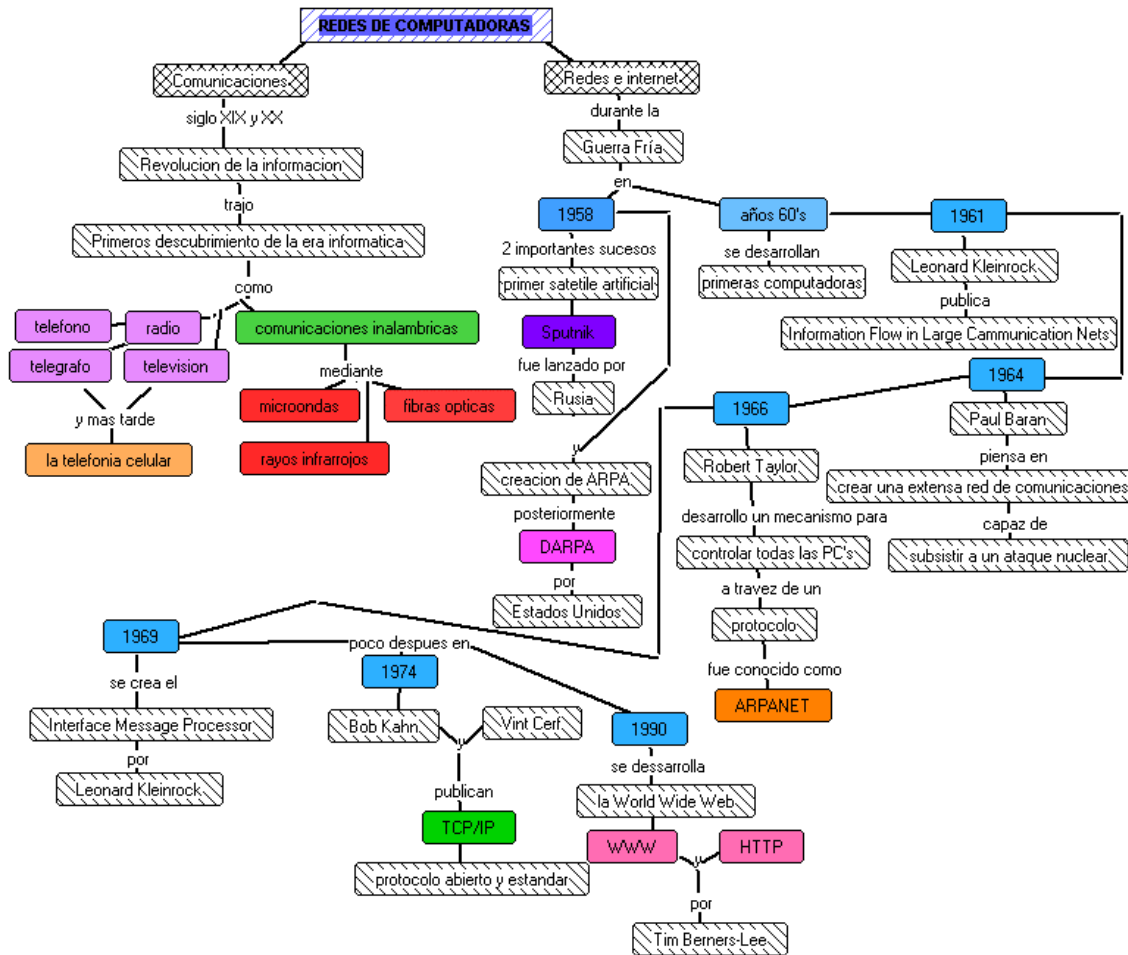 REDES DE COMPUTADORAS
Comunicaciones
siglo XIX y XX
Revolucion de la informacion
trajo
Primeros descubrimiento de la era informatica
como
telefono
radio
telegrafo
television
y mas tarde
la telefonia celular
comunicaciones inalambricas
mediante
microondas
fibras opticas
rayos infrarrojos
Redes e internet
durante la
Guerra Fría
en
1958
2 importantes sucesos
primer satetile artificial
Sputnik
fue lanzado por
Rusia
y
creacion de ARPA
posteriormente
DARPA
por
Estados Unidos
años 60's
se desarrollan
primeras computadoras
1961
Leonard Kleinrock
publica
Information Flow in Large Cammunication Nets
1964
Paul Baran
piensa en
crear una extensa red de comunicaciones
capaz de
subsistir a un ataque nuclear
1966
Robert Taylor
desarrollo un mecanismo para
controlar todas las PC's
a travez de un
protocolo
fue conocido como
ARPANET
1969
se crea el
Interface Message Processor
por
Leonard Kleinrock
poco despues en
1974
Bob Kahn
Vint Cerf
y
publican
TCP/IP
protocolo abierto y estandar
1990
se dessarrolla
la World Wide Web
WWW
HTTP
y
por
Tim Berners-Lee